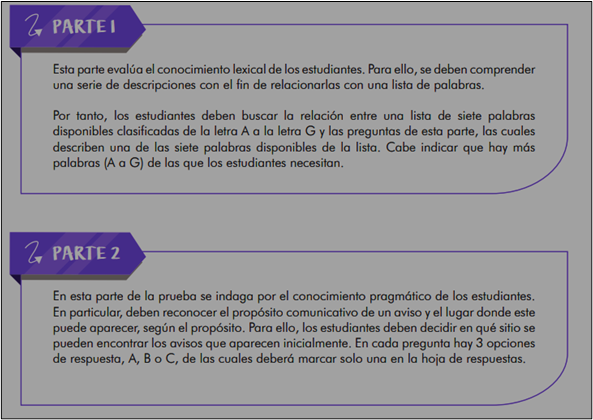 PARTE 1
Esta parte evalúa el conocimiento lexical de los estudiantes. Para ello, se deben comprender
una serie de descripciones con el fin de relacionarlas con una lista de palabras.
Por tanto, los estudiantes deben buscar la relación entre una lista de siete palabras
disponibles clasificadas de la letra A a la letra G y las preguntas de esta parte, las cuales
describen una de las siete palabras disponibles de la lista. Cabe indicar que hay más
palabras (A a G) de las que los estudiantes necesitan.
PARTE 2
En esta parte de la prueba se indaga por el conocimiento pragmático de los estudiantes.
En particular, deben reconocer el propósito comunicativo de un aviso y el lugar donde este
puede aparecer, según el propósito. Para ello, los estudiantes deben decidir en qué sitio se
pueden encontrar los avisos que aparecen inicialmente. En cada pregunta hay 3 opciones
de respuesta, A, B o C, de las cuales deberá marcar solo una en la hoja de respuestas.